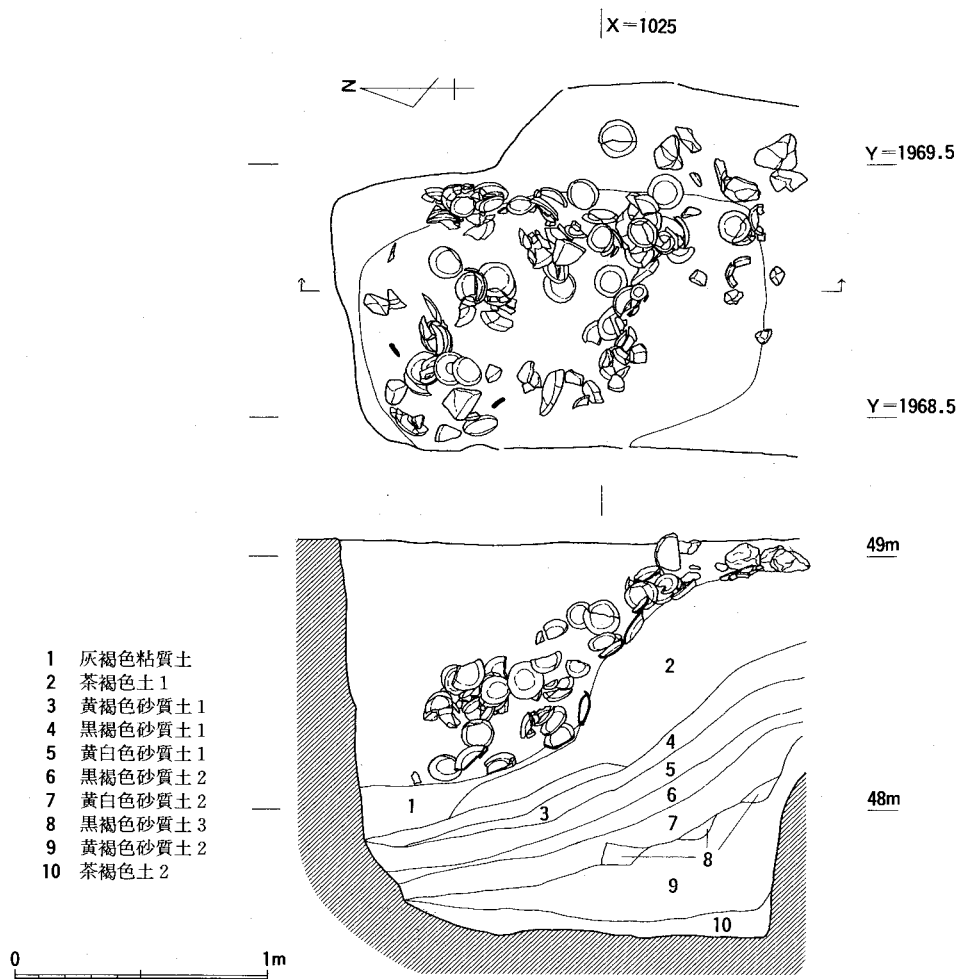 X=1025
N
Y=1969.5
Y=1968.5
49m
48m
1 灰褐色粘質土
2 茶褐色土1
3 黄褐色砂質土1
4 黒褐色砂質土1
5 黄白色砂質土1
6 黒褐色砂質土2
7 黄白色砂質土2
8 黒褐色砂質土3
9 黄褐色砂質土2
10 茶褐色土2
2
4
5
1
3
6
7
8
9
10
0 1m